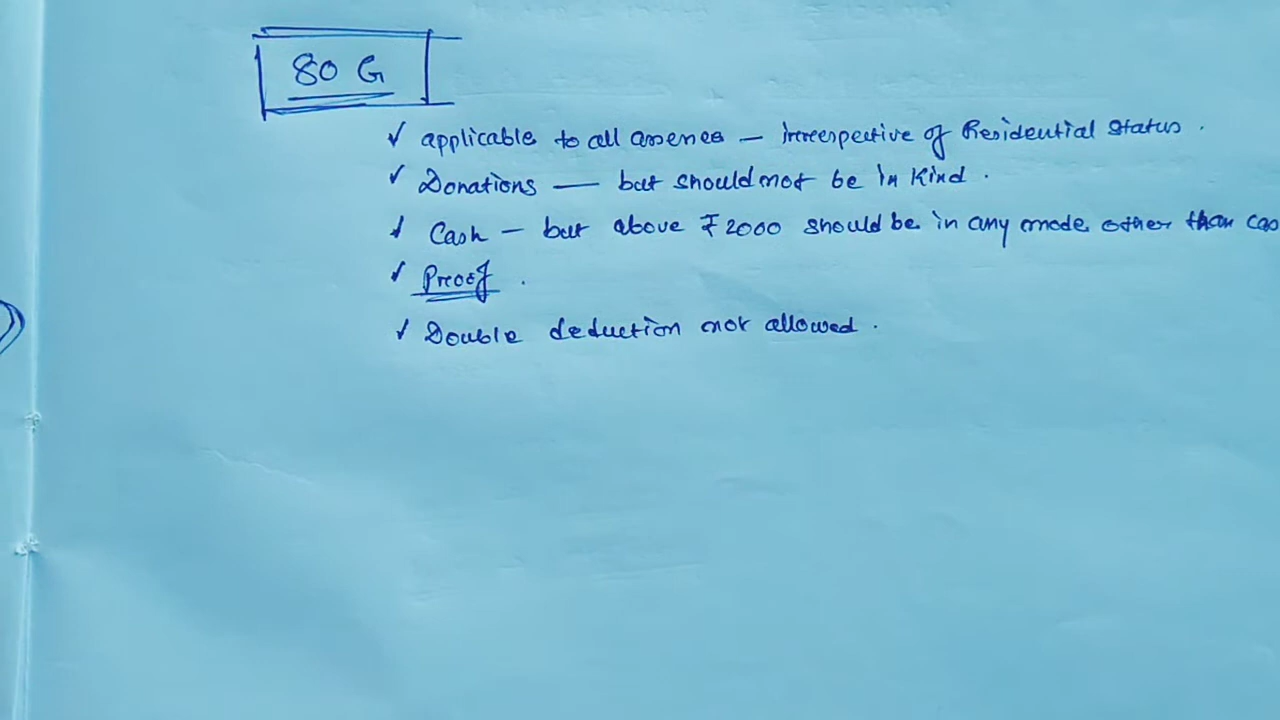 80 G
✓ applicable to all assesses — irrespective of Residential Status.
✓ Donations — but should not be in Kind.
✓ Cash — but above ₹2000 should be in any mode other than cas
✓ Proof.
✓ Double deduction not allowed.